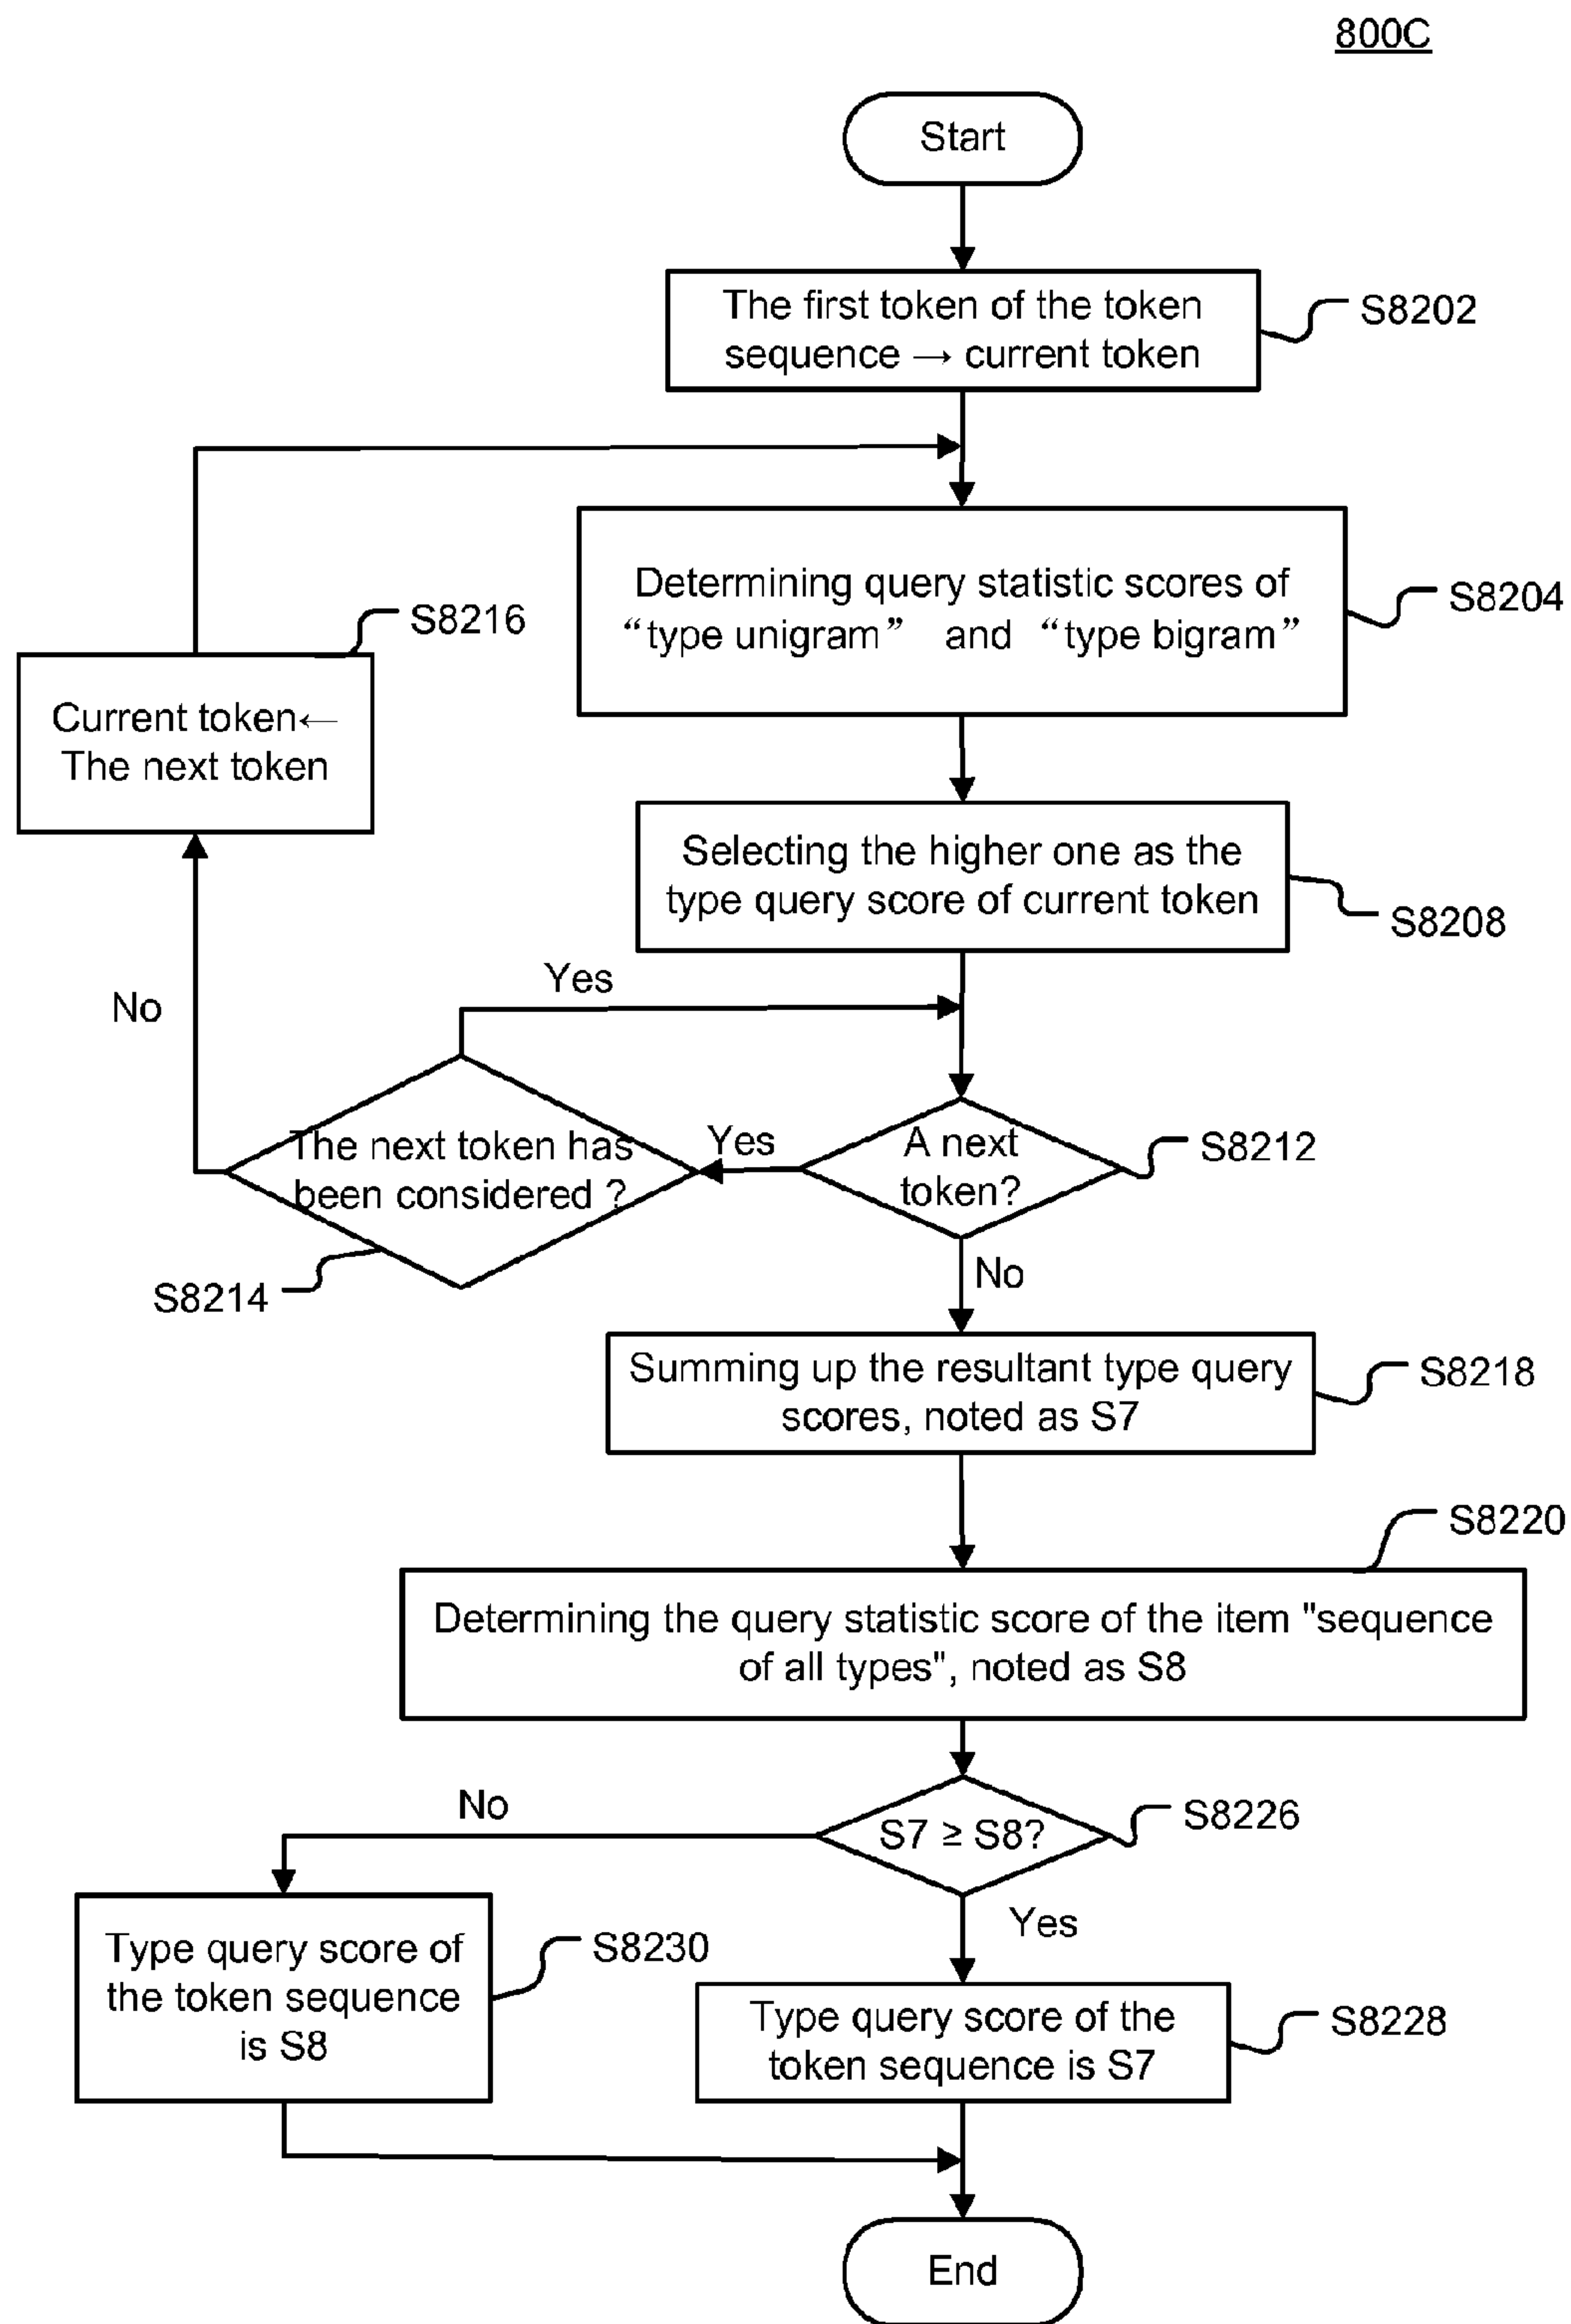 800C
Start
The first token of the token
sequence → current token
S8202
Determining query statistic scores of
“type unigram” and “type bigram”
S8204
S8216
Current token←
The next token
Selecting the higher one as the
type query score of current token
S8208
Yes
No
The next token has
been considered ?
Yes
A next
token?
S8212
S8214
No
Summing up the resultant type query
scores, noted as S7
S8218
S8220
Determining the query statistic score of the item "sequence
of all types", noted as S8
No
S7 ≥ S8?
S8226
Yes
Type query score of
the token sequence
is S8
S8230
Type query score of the
token sequence is S7
S8228
End